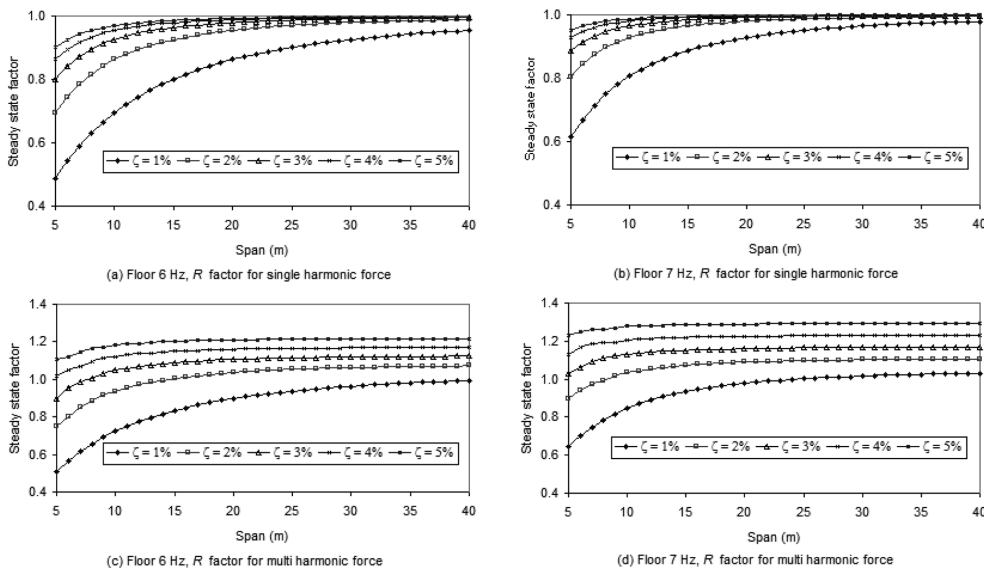 1.0
0.8
0.6
0.4
Steady state factor
ζ = 1% ζ = 2% ζ = 3% ζ = 4% ζ = 5%
5 10 15 20 25 30 35 40
Span (m)
(a) Floor 6 Hz, R factor for single harmonic force
1.0
0.8
0.6
0.4
Steady state factor
ζ = 1% ζ = 2% ζ = 3% ζ = 4% ζ = 5%
5 10 15 20 25 30 35 40
Span (m)
(b) Floor 7 Hz, R factor for single harmonic force
1.4
1.2
1.0
0.8
0.6
0.4
Steady state factor
ζ = 1% ζ = 2% ζ = 3% ζ = 4% ζ = 5%
5 10 15 20 25 30 35 40
Span (m)
(c) Floor 6 Hz, R factor for multi harmonic force
1.4
1.2
1.0
0.8
0.6
0.4
Steady state factor
ζ = 1% ζ = 2% ζ = 3% ζ = 4% ζ = 5%
5 10 15 20 25 30 35 40
Span (m)
(d) Floor 7 Hz, R factor for multi harmonic force